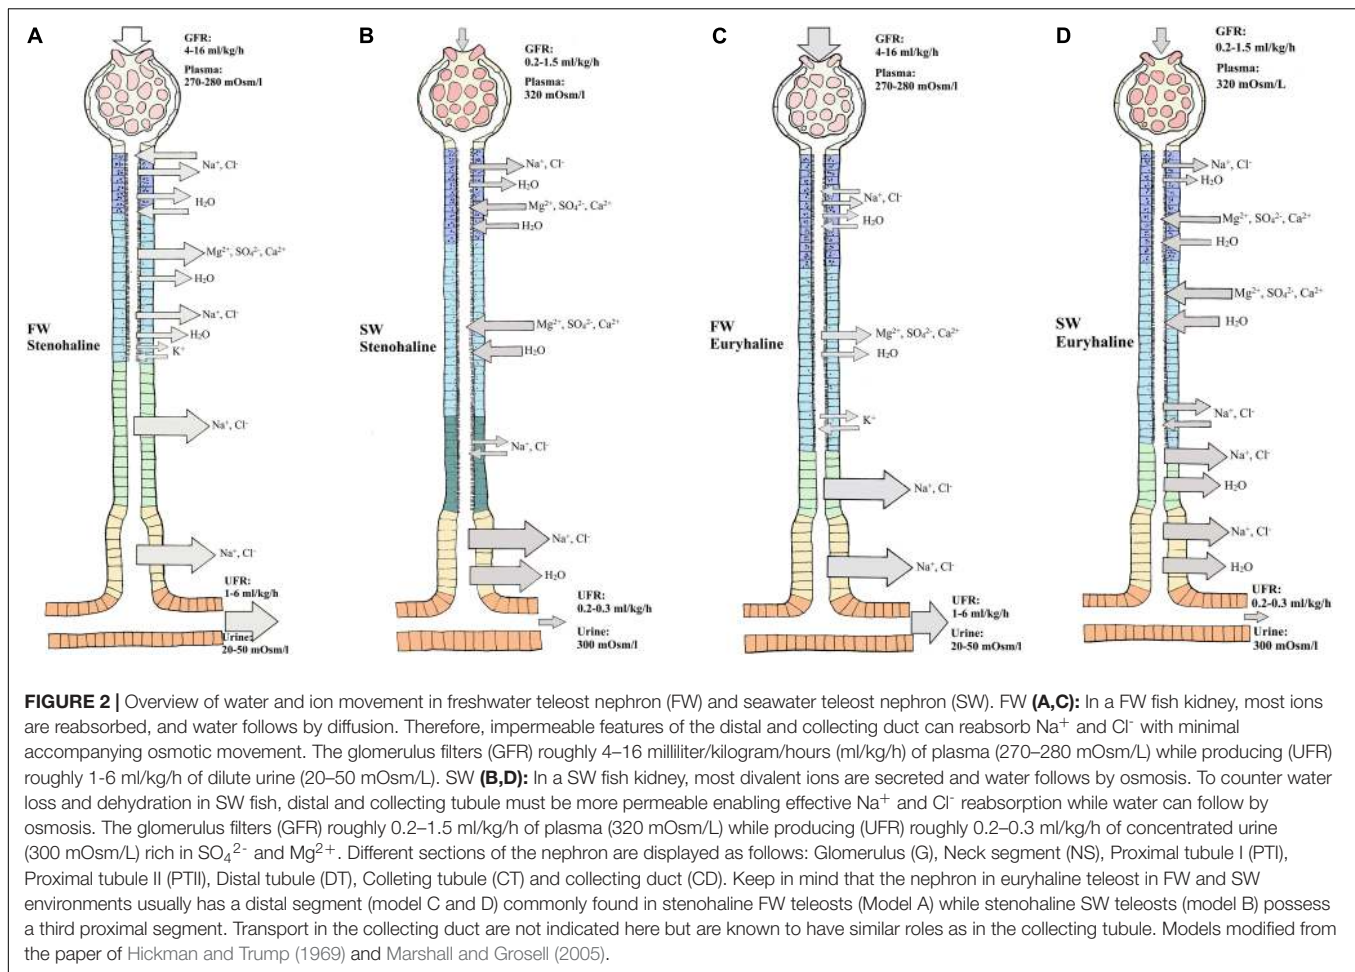 A
GFR:
4-16 ml/kg/h
Plasma:
270-280 mOsm/l
Na⁺, Cl⁻
H₂O
Mg²⁺, SO₄²⁻, Ca²⁺
H₂O
Na⁺, Cl⁻
H₂O
K⁺
FW
Stenohaline
Na⁺, Cl⁻
Na⁺, Cl⁻
UFR:
1-6 ml/kg/h
Urine:
20-50 mOsm/l
B
GFR:
0.2-1.5 ml/kg/h
Plasma:
320 mOsm/l
Na⁺, Cl⁻
H₂O
Mg²⁺, SO₄²⁻, Ca²⁺
H₂O
Mg²⁺, SO₄²⁻, Ca²⁺
H₂O
SW
Stenohaline
Na⁺, Cl⁻
Na⁺, Cl⁻
H₂O
UFR:
0.2-0.3 ml/kg/h
Urine:
300 mOsm/l
C
GFR:
4-16 ml/kg/h
Plasma:
270-280 mOsm/l
Na⁺, Cl⁻
H₂O
FW
Euryhaline
Mg²⁺, SO₄²⁻, Ca²⁺
H₂O
K⁺
Na⁺, Cl⁻
Na⁺, Cl⁻
UFR:
1-6 ml/kg/h
Urine:
20-50 mOsm/l
D
GFR:
0.2-1.5 ml/kg/h
Plasma:
320 mOsm/L
Na⁺, Cl⁻
H₂O
Mg²⁺, SO₄²⁻, Ca²⁺
H₂O
Mg²⁺, SO₄²⁻, Ca²⁺
H₂O
SW
Euryhaline
Na⁺, Cl⁻
Na⁺, Cl⁻
H₂O
Na⁺, Cl⁻
H₂O
UFR:
0.2-0.3 ml/kg/h
Urine:
300 mOsm/l
FIGURE 2 | Overview of water and ion movement in freshwater teleost nephron (FW) and seawater teleost nephron (SW). FW (A,C): In a FW fish kidney, most ions
are reabsorbed, and water follows by diffusion. Therefore, impermeable features of the distal and collecting duct can reabsorb Na⁺ and Cl⁻ with minimal
accompanying osmotic movement. The glomerulus filters (GFR) roughly 4–16 milliliter/kilogram/hours (ml/kg/h) of plasma (270–280 mOsm/L) while producing (UFR)
roughly 1-6 ml/kg/h of dilute urine (20–50 mOsm/L). SW (B,D): In a SW fish kidney, most divalent ions are secreted and water follows by osmosis. To counter water
loss and dehydration in SW fish, distal and collecting tubule must be more permeable enabling effective Na⁺ and Cl⁻ reabsorption while water can follow by
osmosis. The glomerulus filters (GFR) roughly 0.2–1.5 ml/kg/h of plasma (320 mOsm/L) while producing (UFR) roughly 0.2–0.3 ml/kg/h of concentrated urine
(300 mOsm/L) rich in SO₄²⁻ and Mg²⁺. Different sections of the nephron are displayed as follows: Glomerulus (G), Neck segment (NS), Proximal tubule I (PTI),
Proximal tubule II (PTII), Distal tubule (DT), Colleting tubule (CT) and collecting duct (CD). Keep in mind that the nephron in euryhaline teleost in FW and SW
environments usually has a distal segment (model C and D) commonly found in stenohaline FW teleosts (Model A) while stenohaline SW teleosts (model B) possess
a third proximal segment. Transport in the collecting duct are not indicated here but are known to have similar roles as in the collecting tubule. Models modified from
the paper of Hickman and Trump (1969) and Marshall and Grosell (2005).